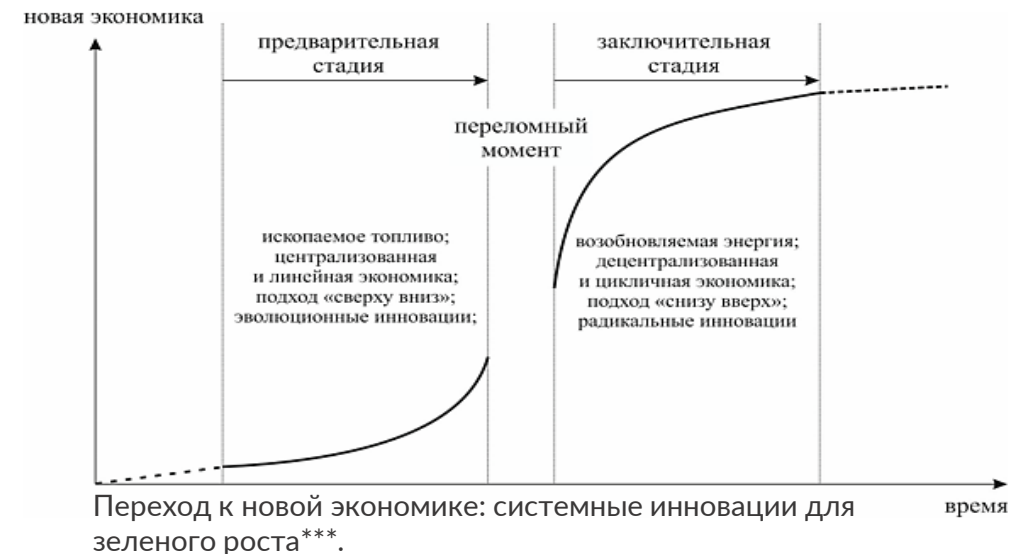 новая экономика
предварительная
стадия
заключительная
стадия
переломный
момент
ископаемое топливо;
централизованная
и линейная экономика;
подход «сверху вниз»;
эволюционные инновации;
возобновляемая энергия;
децентрализованная
и цикличная экономика;
подход «снизу вверх»;
радикальные инновации
время
Переход к новой экономике: системные инновации для
зеленого роста***.